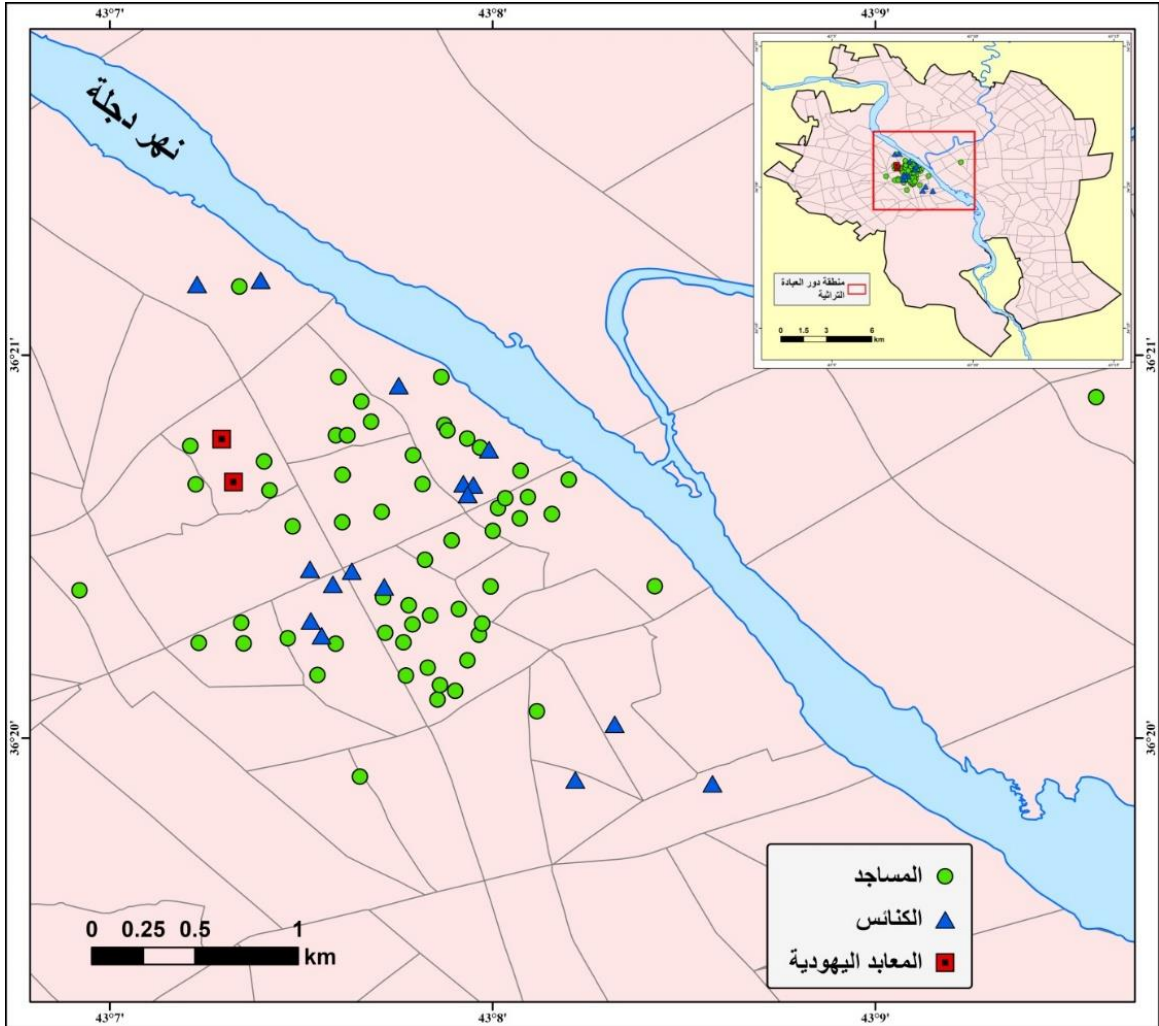 43°7'
43°8'
43°9'
36°21'
36°21'
36°20'
36°20'
43°7'
43°8'
43°9'
نهر دجلة
منطقة دور العبادة
التراثية
0 1.5 3 6
km
المساجد
الكنائس
المعابد اليهودية
0 0.25 0.5 1
km